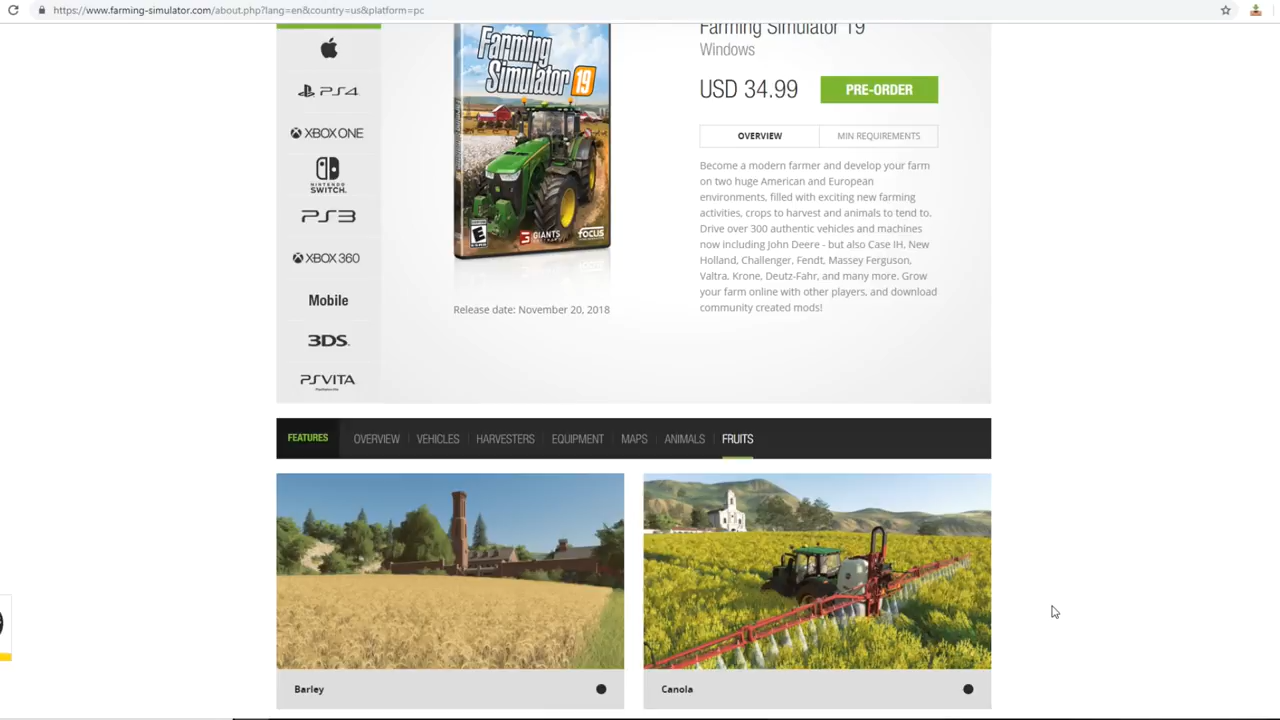 https://www.farming-simulator.com/about.php?lang=en&country=us&platform=pc
PS4
XBOX ONE
NINTENDO
SWITCH
PS3
XBOX 360
Mobile
3DS
PSVITA
Farming
Simulator 19
E
GIANTS
FOCUS
Release date: November 20, 2018
Farming Simulator 19
Windows
USD 34.99
PRE-ORDER
OVERVIEW
MIN REQUIREMENTS
Become a modern farmer and develop your farm
on two huge American and European
environments, filled with exciting new farming
activities, crops to harvest and animals to tend to.
Drive over 300 authentic vehicles and machines
now including John Deere - but also Case IH, New
Holland, Challenger, Fendt, Massey Ferguson,
Valtra, Krone, Deutz-Fahr, and many more. Grow
your farm online with other players, and download
community created mods!
FEATURES OVERVIEW VEHICLES HARVESTERS EQUIPMENT MAPS ANIMALS FRUITS
Barley
Canola